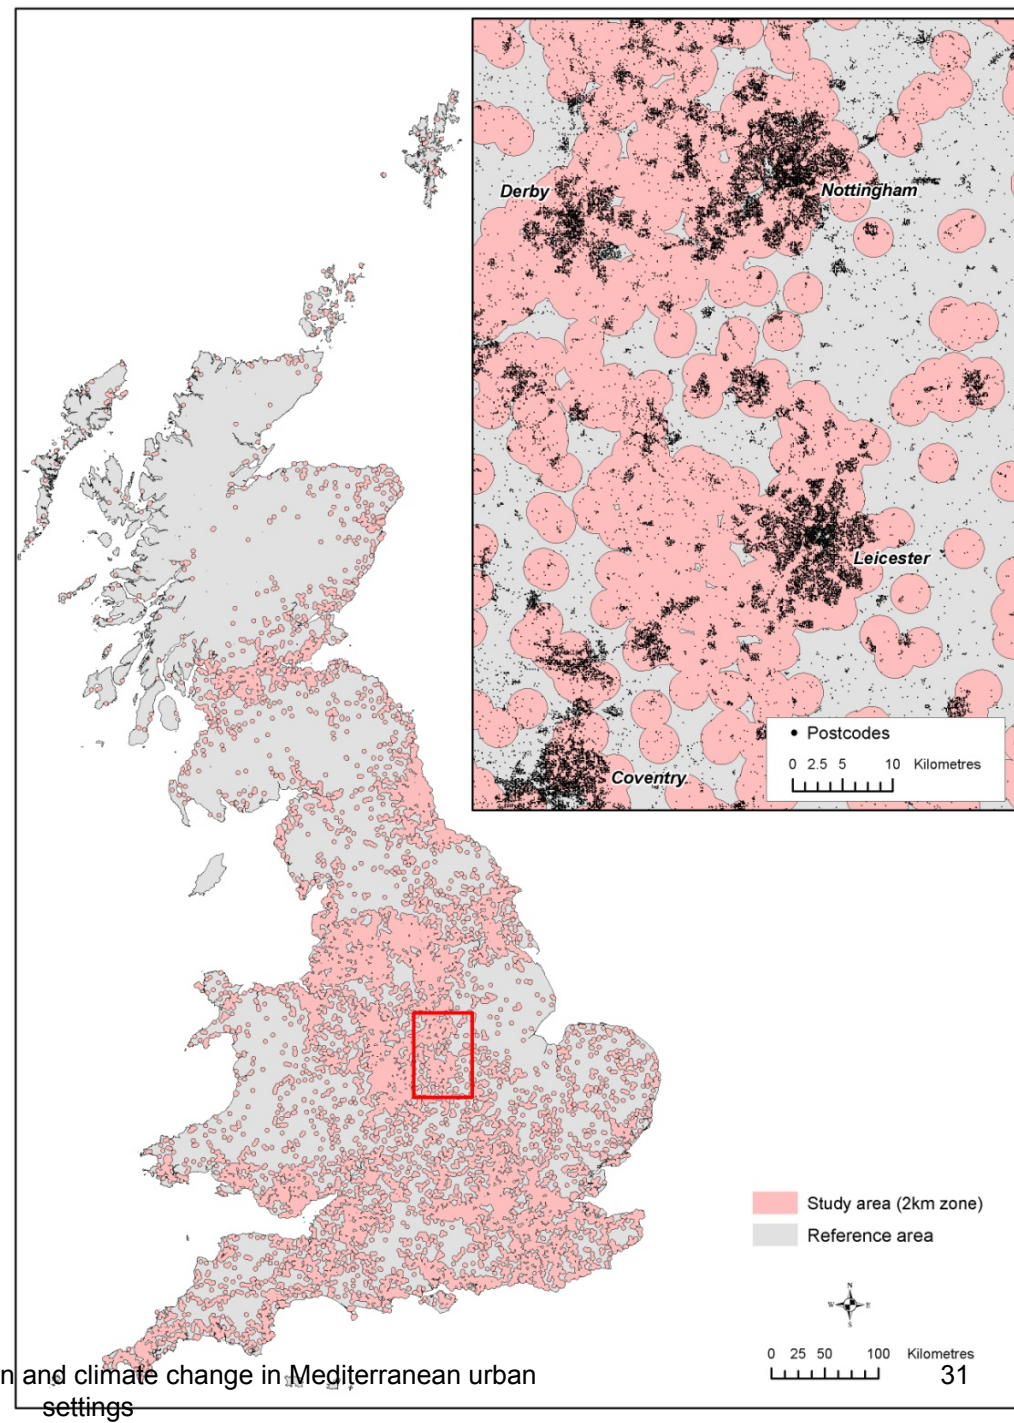 Derby
Nottingham
Leicester
Coventry
Postcodes
0 2.5 5 10 Kilometres
Study area (2km zone)
Reference area
N
W E
S
0 25 50 100 Kilometres
n and climate change in Mediterranean urban
settings
31